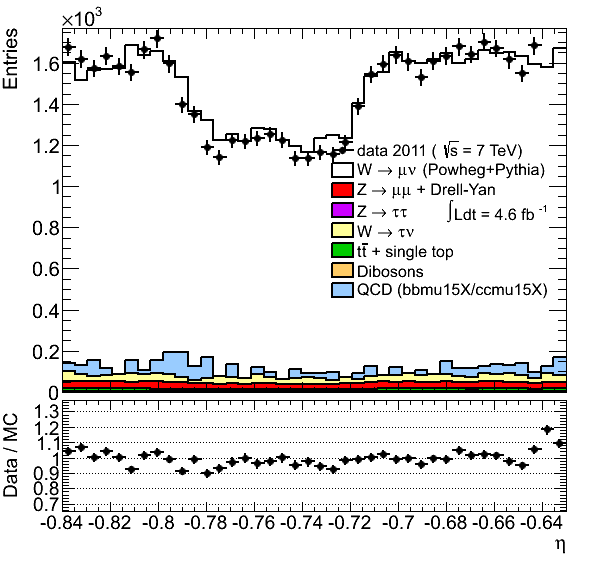 ×10³
Entries
1.6
1.4
1.2
1
0.8
0.6
0.4
0.2
0
data 2011 ( √s = 7 TeV)
W → μν (Powheg+Pythia)
Z → μμ + Drell-Yan
Z → ττ
∫Ldt = 4.6 fb⁻¹
W → τν
tt̅ + single top
Dibosons
QCD (bbmu15X/ccmu15X)
Data / MC
1.3
1.2
1.1
1
0.9
0.8
0.7
-0.84 -0.82 -0.8 -0.78 -0.76 -0.74 -0.72 -0.7 -0.68 -0.66 -0.64
η